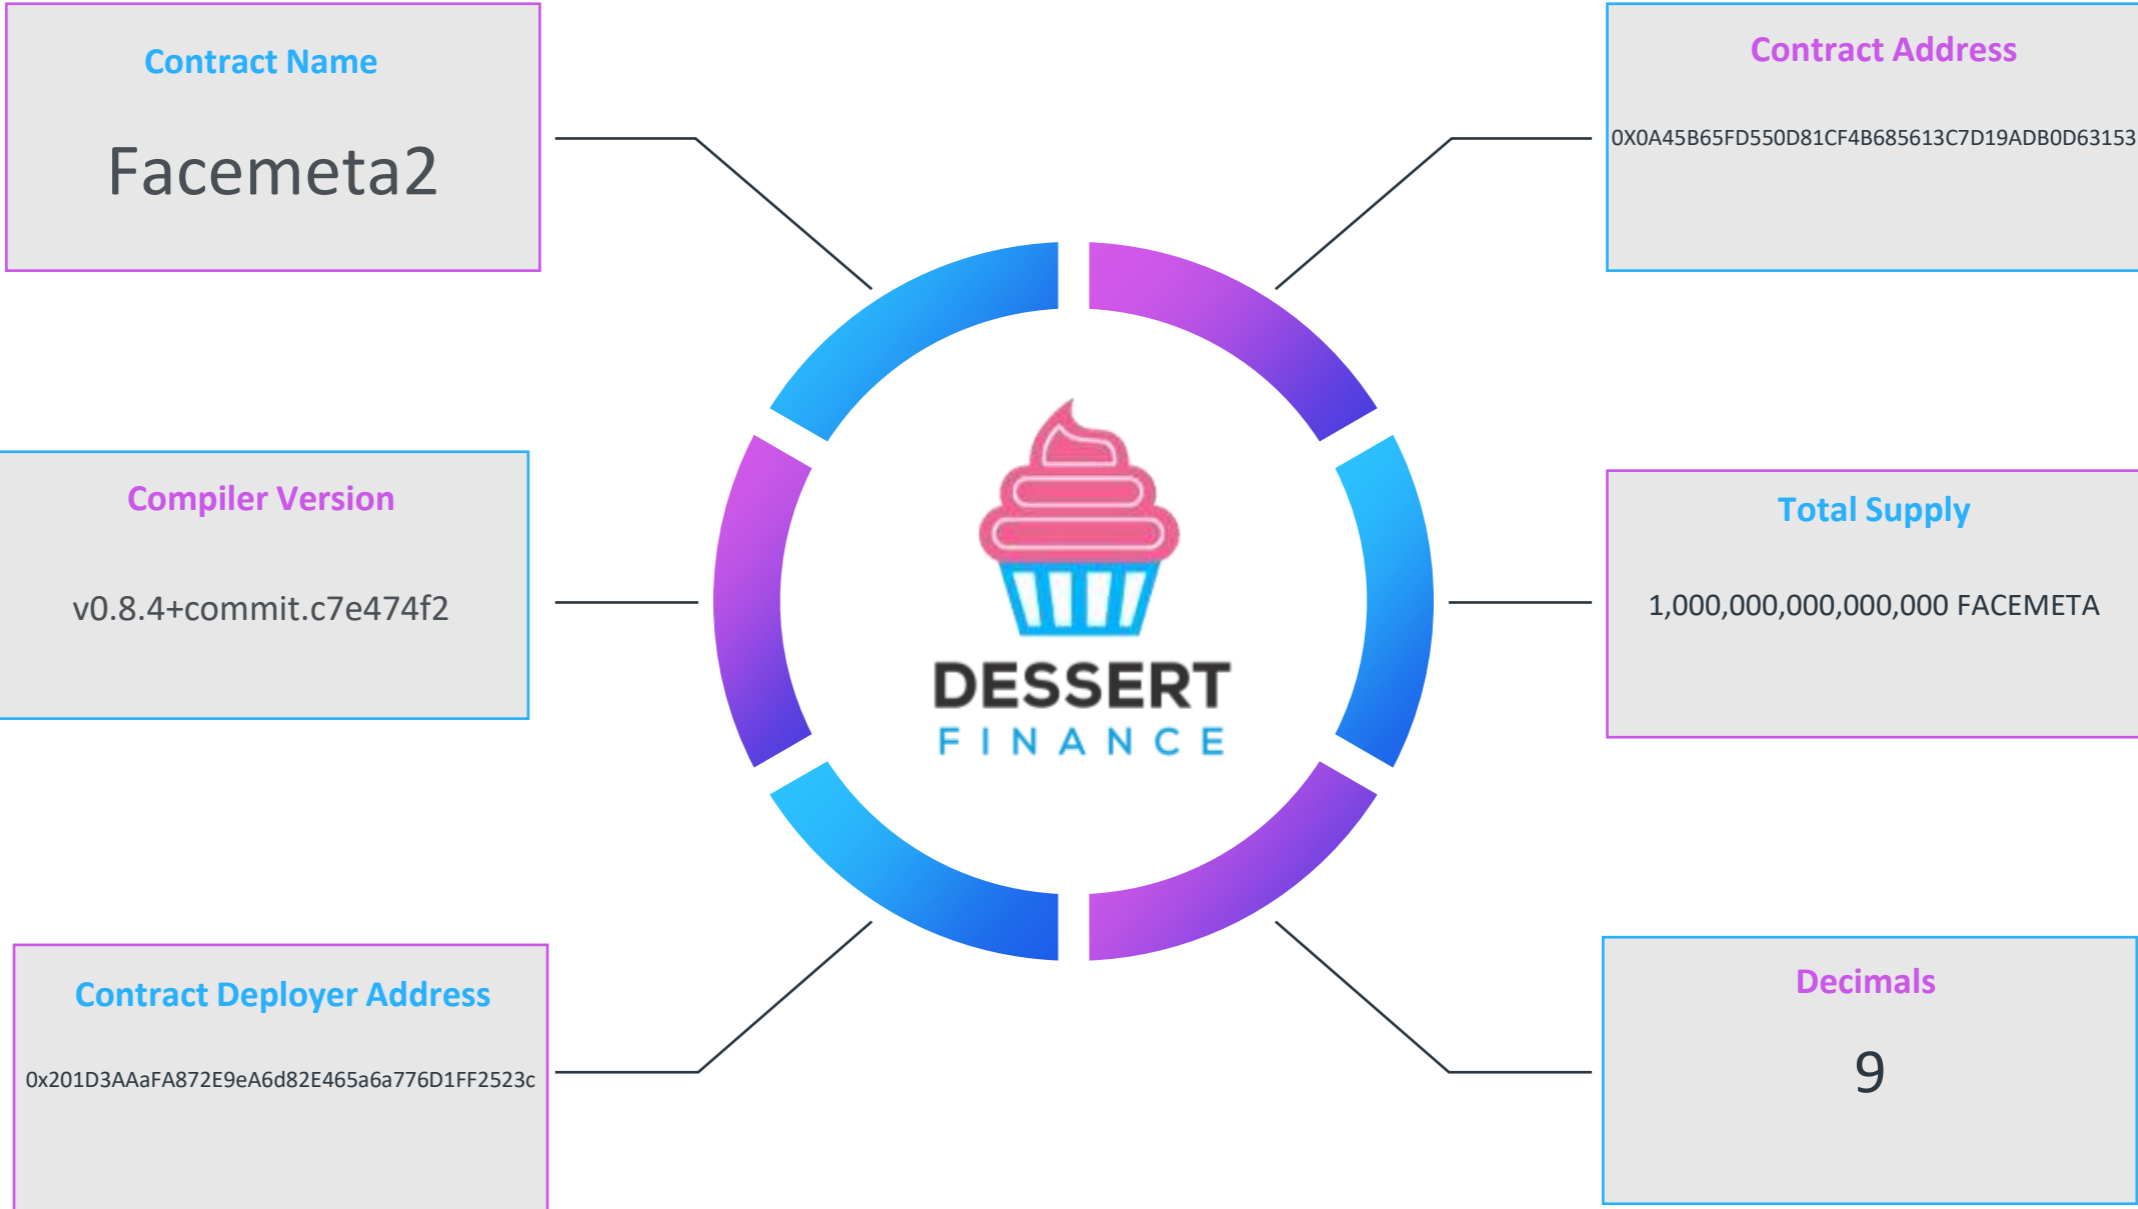 Contract Name
Facemeta2
Contract Address
0X0A45B65FD550D81CF4B685613C7D19ADB0D63153
Compiler Version
v0.8.4+commit.c7e474f2
Total Supply
1,000,000,000,000,000 FACEMETA
DESSERT
FINANCE
Contract Deployer Address
0x201D3AAaFA872E9eA6d82E465a6a776D1FF2523c
Decimals
9